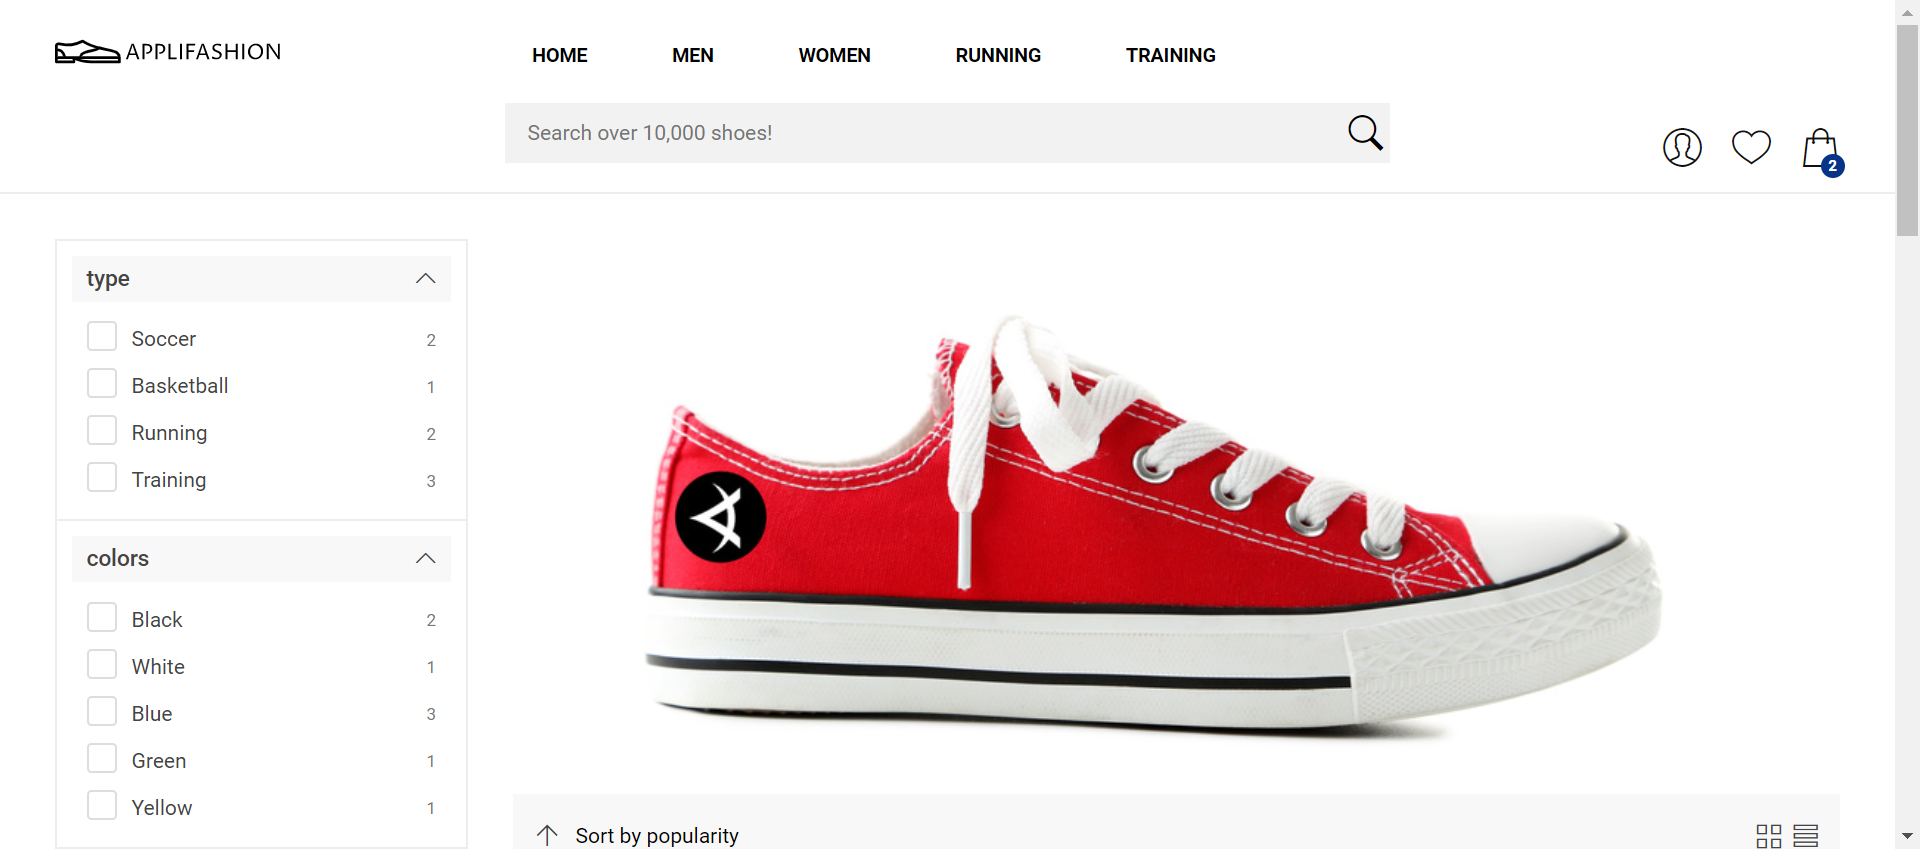 APPLIFASHION
HOME MEN WOMEN RUNNING TRAINING
Search over 10,000 shoes!
2
type
Soccer 2
Basketball 1
Running 2
Training 3
colors
Black 2
White 1
Blue 3
Green 1
Yellow 1
Sort by popularity